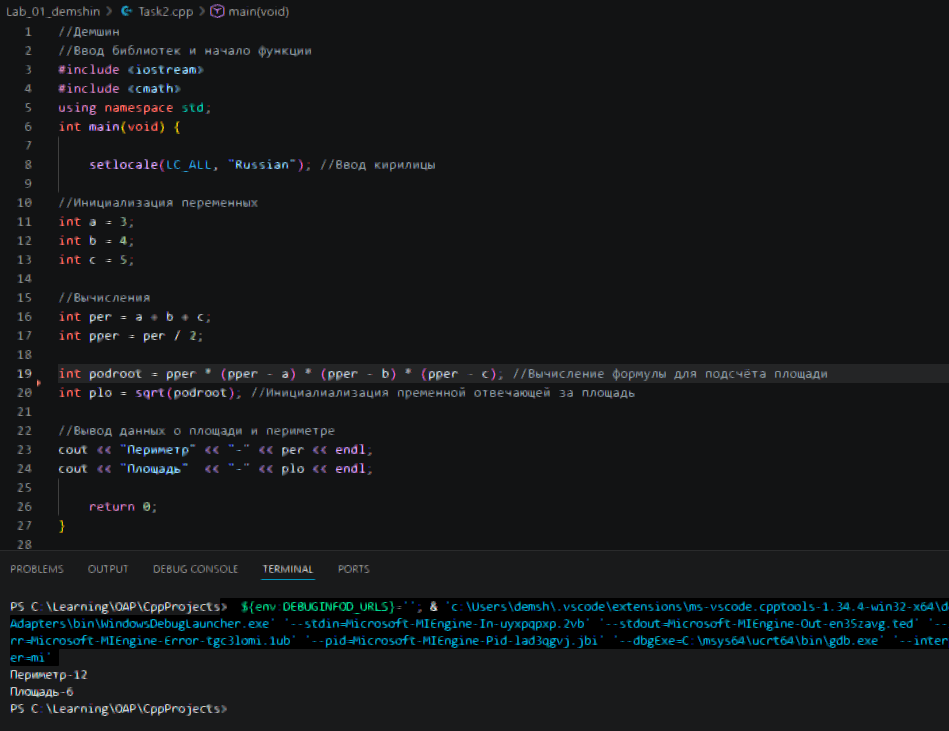 Lab_01_demshin > Task2.cpp > main(void)
1 //Демшин
2 //Ввод библиотек и начало функции
3 #include <iostream>
4 #include <cmath>
5 using namespace std;
6 int main(void) {
7
8 setlocale(LC_ALL, "Russian"); //Ввод кирилицы
9
10 //Инициализация переменных
11 int a = 3;
12 int b = 4;
13 int c = 5;
14
15 //Вычисления
16 int per = a + b + c;
17 int pper = per / 2;
18
19 int podroot = pper * (pper - a) * (pper - b) * (pper - c); //Вычисление формулы для подсчёта площади
20 int plo = sqrt(podroot); //Инициалиализация пременной отвечающей за площадь
21
22 //Вывод данных о площади и периметре
23 cout << "Периметр" << "-" << per << endl;
24 cout << "Площадь" << "-" << plo << endl;
25
26 return 0;
27 }
28
PROBLEMS OUTPUT DEBUG CONSOLE TERMINAL PORTS
PS C:\Learning\OAP\CppProjects> ${env:DEBUGINFOD_URLS}=''; & 'c:\Users\demsh\.vscode\extensions\ms-vscode.cpptools-1.34.4-win32-x64\d
Adapters\bin\WindowsDebugLauncher.exe' '--stdin=Microsoft-MIEngine-In-uyxpqpxp.2vb' '--stdout=Microsoft-MIEngine-Out-en35zavg.ted' '--
rr=Microsoft-MIEngine-Error-tgc3lomi.1ub' '--pid=Microsoft-MIEngine-Pid-lad3qgvj.jbi' '--dbgExe=C:\msys64\ucrt64\bin\gdb.exe' '--inter
er=mi'
Периметр-12
Площадь-6
PS C:\Learning\OAP\CppProjects>